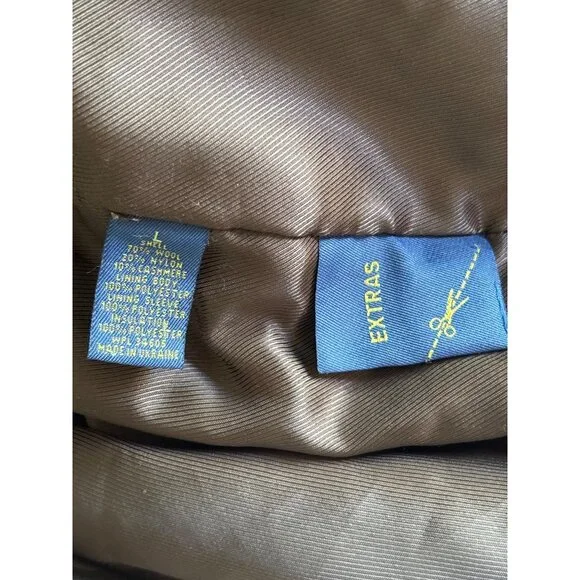 L
SHELL
70% WOOL
20% NYLON
10% CASHMERE
LINING BODY
100% POLYESTER
LINING SLEEVE
100% POLYESTER
INSULATION
100% POLYESTER
WPL 34605
MADE IN UKRAINE
EXTRAS